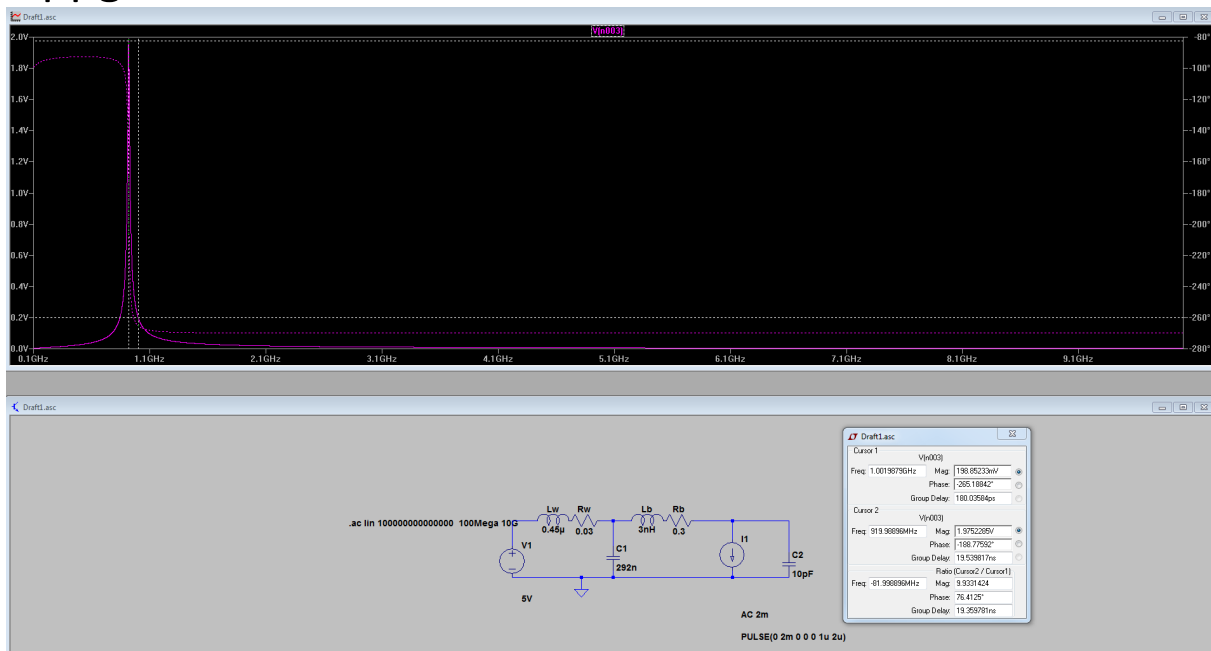 Draft1.asc
V(n003)
2.0V
-80°
1.8V
-100°
1.6V
-120°
1.4V
-140°
1.2V
-160°
1.0V
-180°
0.8V
-200°
0.6V
-220°
0.4V
-240°
0.2V
-260°
0.0V
-280°
0.1GHz 1.1GHz 2.1GHz 3.1GHz 4.1GHz 5.1GHz 6.1GHz 7.1GHz 8.1GHz 9.1GHz
Draft1.asc
.ac lin 100000000000000 100Mega 10G
Lw Rw Lb Rb
0.45µ 0.03 3nH 0.3
V1
C1
I1
C2
292n
10pF
5V
AC 2m
PULSE(0 2m 0 0 0 1u 2u)
Draft1.asc
Cursor 1
V(n003)
Freq: 1.0019879GHz Mag: 198.85233mV
Phase: -265.18842°
Group Delay: 180.03584ps
Cursor 2
V(n003)
Freq: 919.98896MHz Mag: 1.9752285V
Phase: -188.77592°
Group Delay: 19.539817ns
Ratio (Cursor2 / Cursor1)
Freq: -81.998896MHz Mag: 9.9331424
Phase: 76.4125°
Group Delay: 19.359781ns